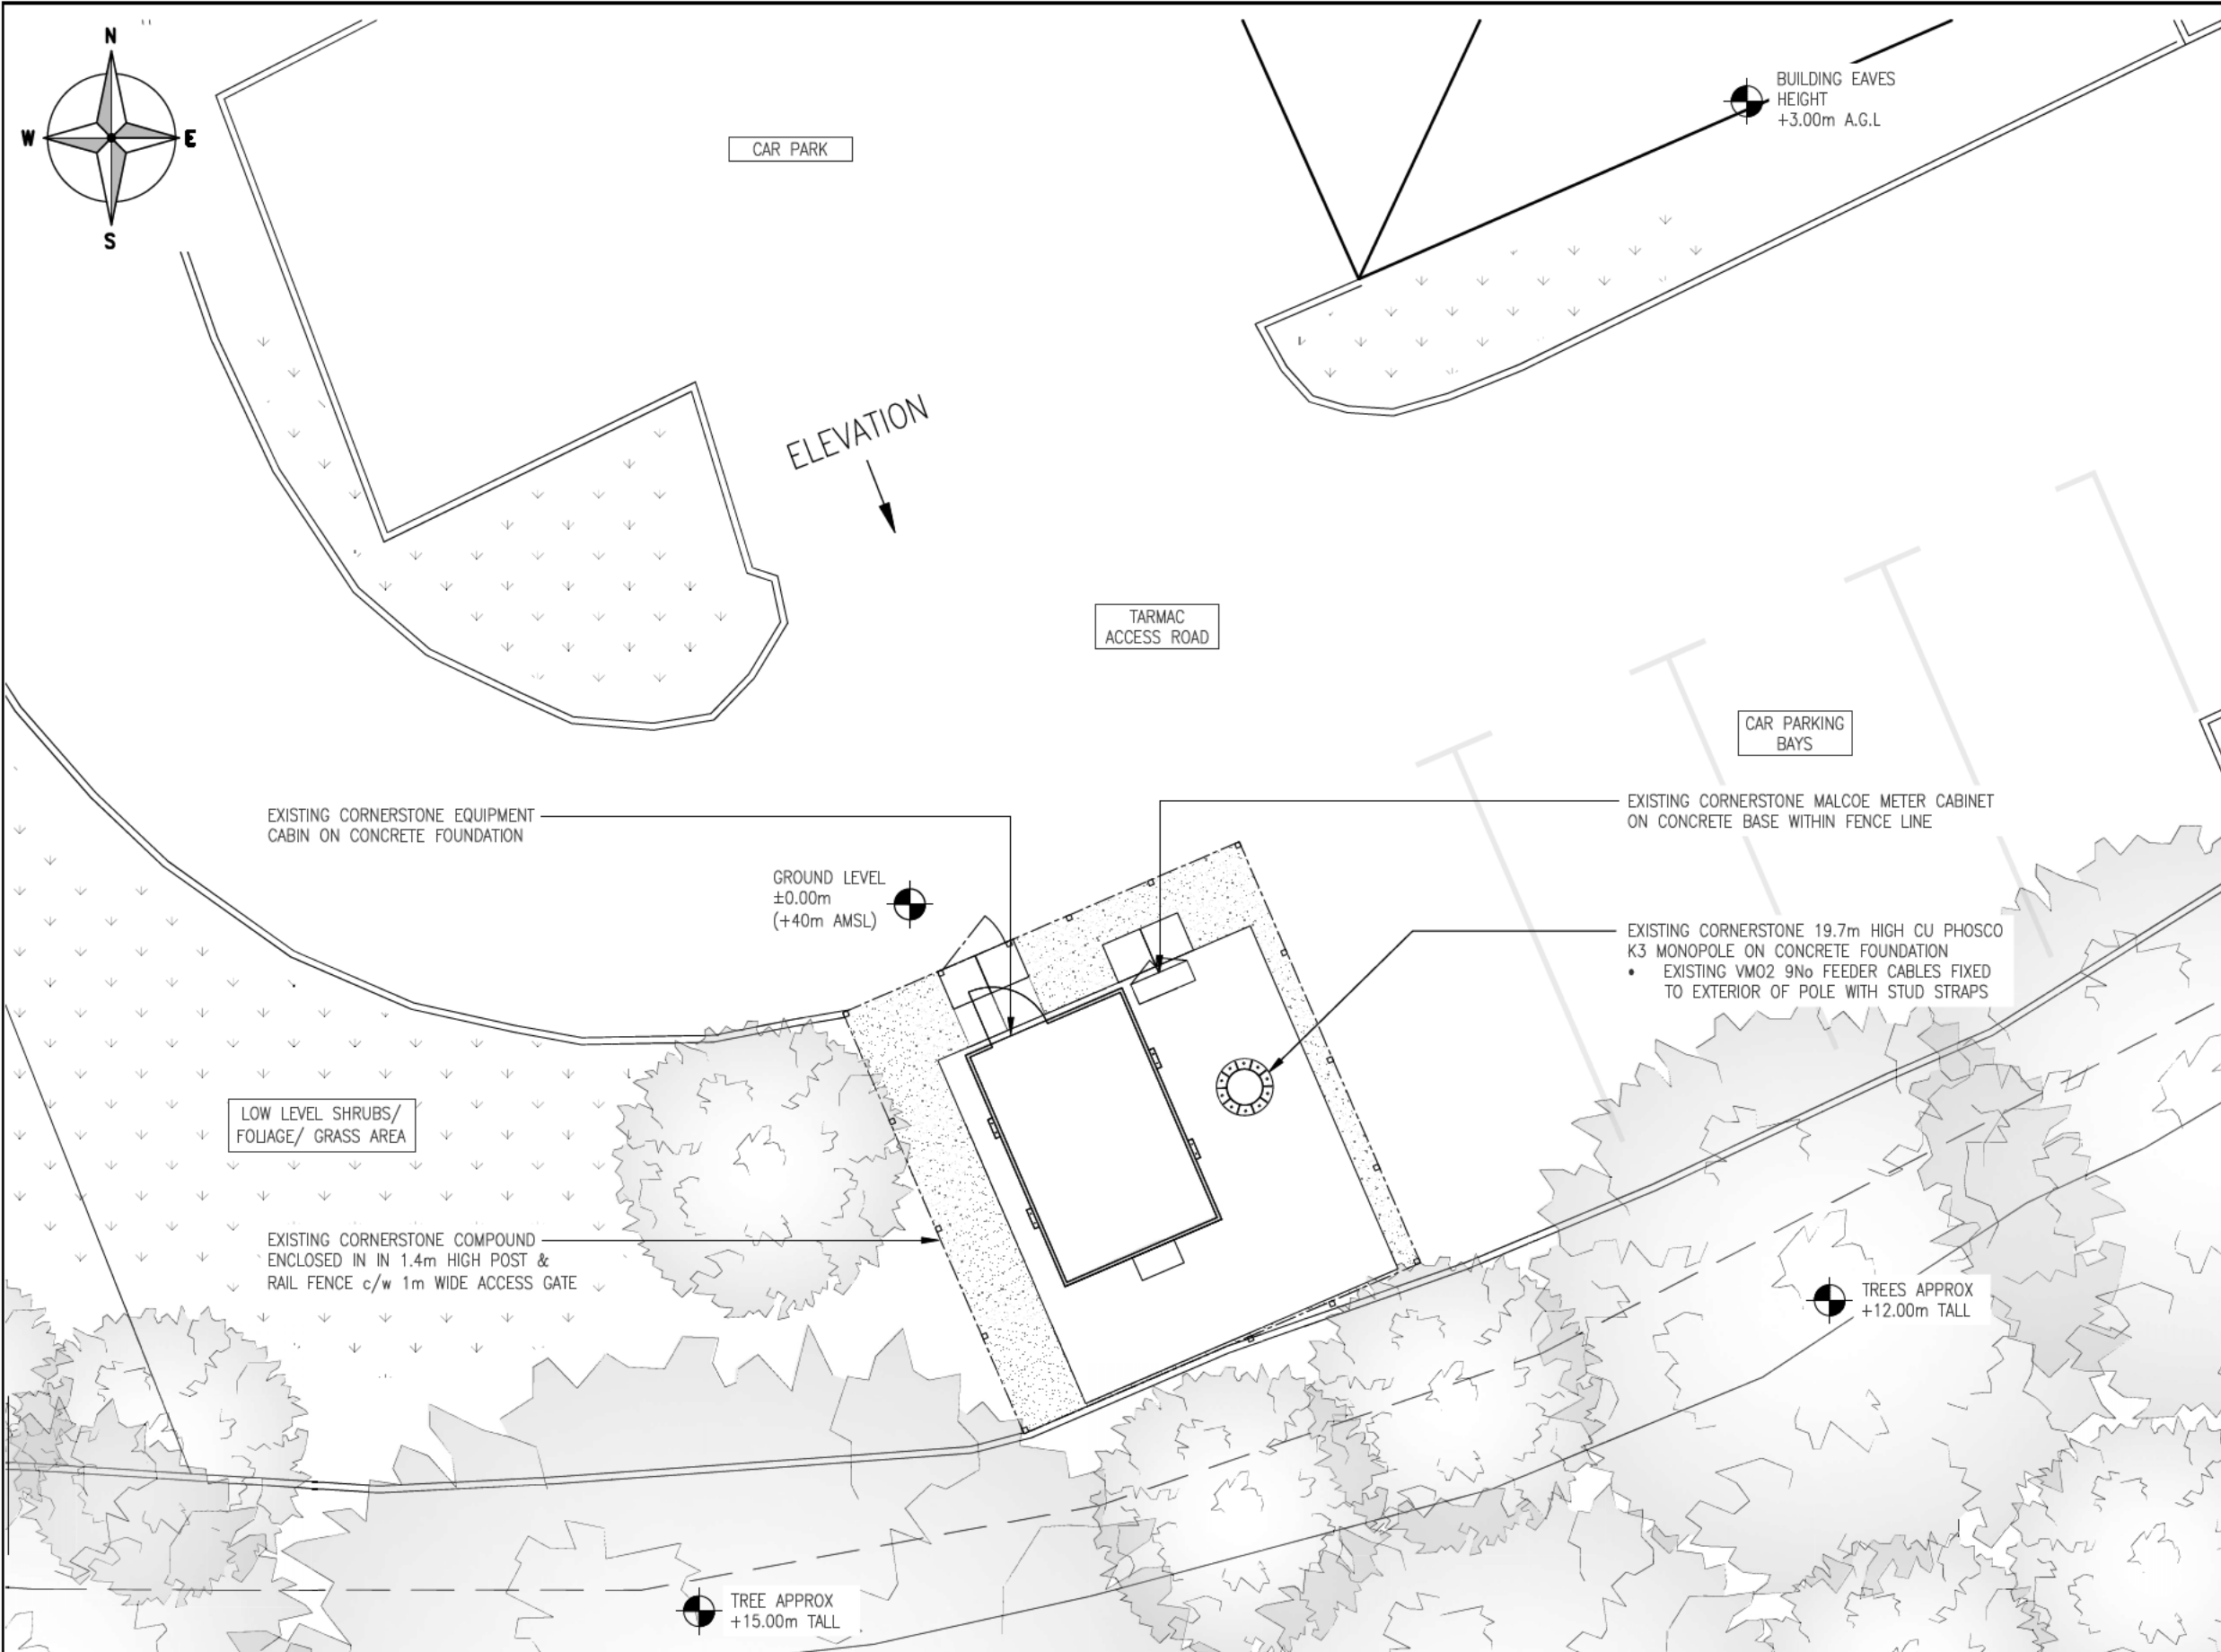 N
W
E
S
BUILDING EAVES
HEIGHT
+3.00m A.G.L
CAR PARK
ELEVATION
TARMAC
ACCESS ROAD
CAR PARKING
BAYS
EXISTING CORNERSTONE EQUIPMENT
CABIN ON CONCRETE FOUNDATION
EXISTING CORNERSTONE MALCOE METER CABINET
ON CONCRETE BASE WITHIN FENCE LINE
GROUND LEVEL
±0.00m
(+40m AMSL)
EXISTING CORNERSTONE 19.7m HIGH CU PHOSCO
K3 MONOPOLE ON CONCRETE FOUNDATION
• EXISTING VMO2 9No FEEDER CABLES FIXED
TO EXTERIOR OF POLE WITH STUD STRAPS
LOW LEVEL SHRUBS/
FOLIAGE/ GRASS AREA
EXISTING CORNERSTONE COMPOUND
ENCLOSED IN IN 1.4m HIGH POST &
RAIL FENCE c/w 1m WIDE ACCESS GATE
TREES APPROX
+12.00m TALL
TREE APPROX
+15.00m TALL